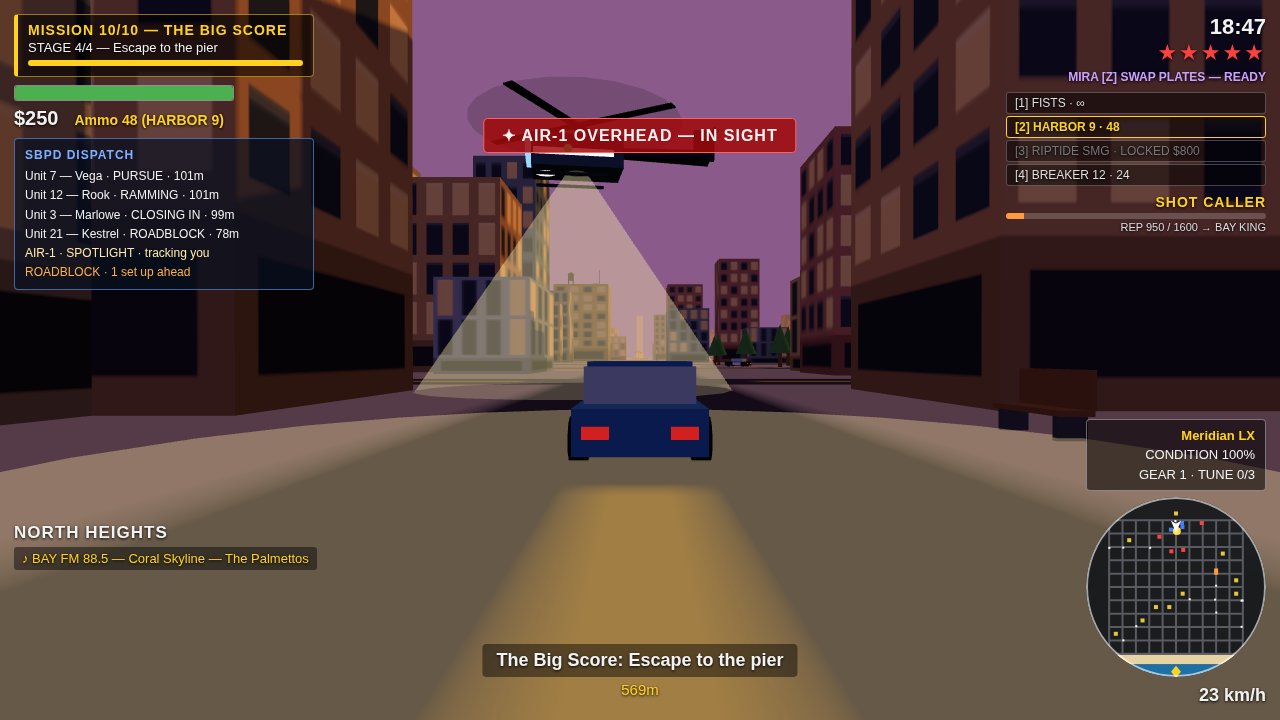 MISSION 10/10 — THE BIG SCORE
STAGE 4/4 — Escape to the pier
$250 Ammo 48 (HARBOR 9)
SBPD DISPATCH
Unit 7 — Vega · PURSUE · 101m
Unit 12 — Rook · RAMMING · 101m
Unit 3 — Marlowe · CLOSING IN · 99m
Unit 21 — Kestrel · ROADBLOCK · 78m
AIR-1 · SPOTLIGHT · tracking you
ROADBLOCK · 1 set up ahead
✦ AIR-1 OVERHEAD — IN SIGHT
18:47
★★★★★
MIRA [Z] SWAP PLATES — READY
[1] FISTS · ∞
[2] HARBOR 9 · 48
[3] RIPTIDE SMG · LOCKED $800
[4] BREAKER 12 · 24
SHOT CALLER
REP 950 / 1600 → BAY KING
Meridian LX
CONDITION 100%
GEAR 1 · TUNE 0/3
NORTH HEIGHTS
♪ BAY FM 88.5 — Coral Skyline — The Palmettos
The Big Score: Escape to the pier
569m
23 km/h